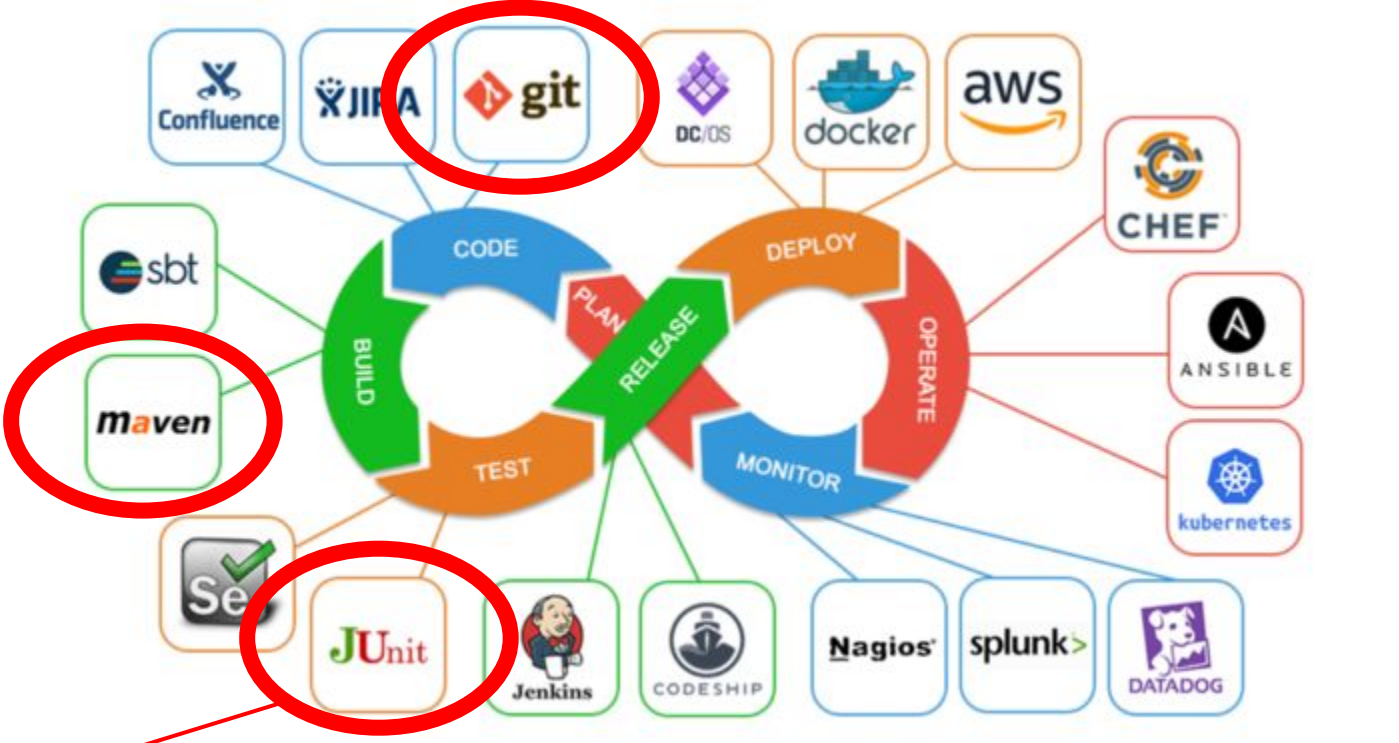 Confluence
JIRA
git
DC/OS
docker
aws
CHEF
sbt
CODE
DEPLOY
PLAN
RELEASE
BUILD
OPERATE
ANSIBLE
maven
TEST
MONITOR
kubernetes
Se
JUnit
Jenkins
CODESHIP
Nagios®
splunk>
DATADOG